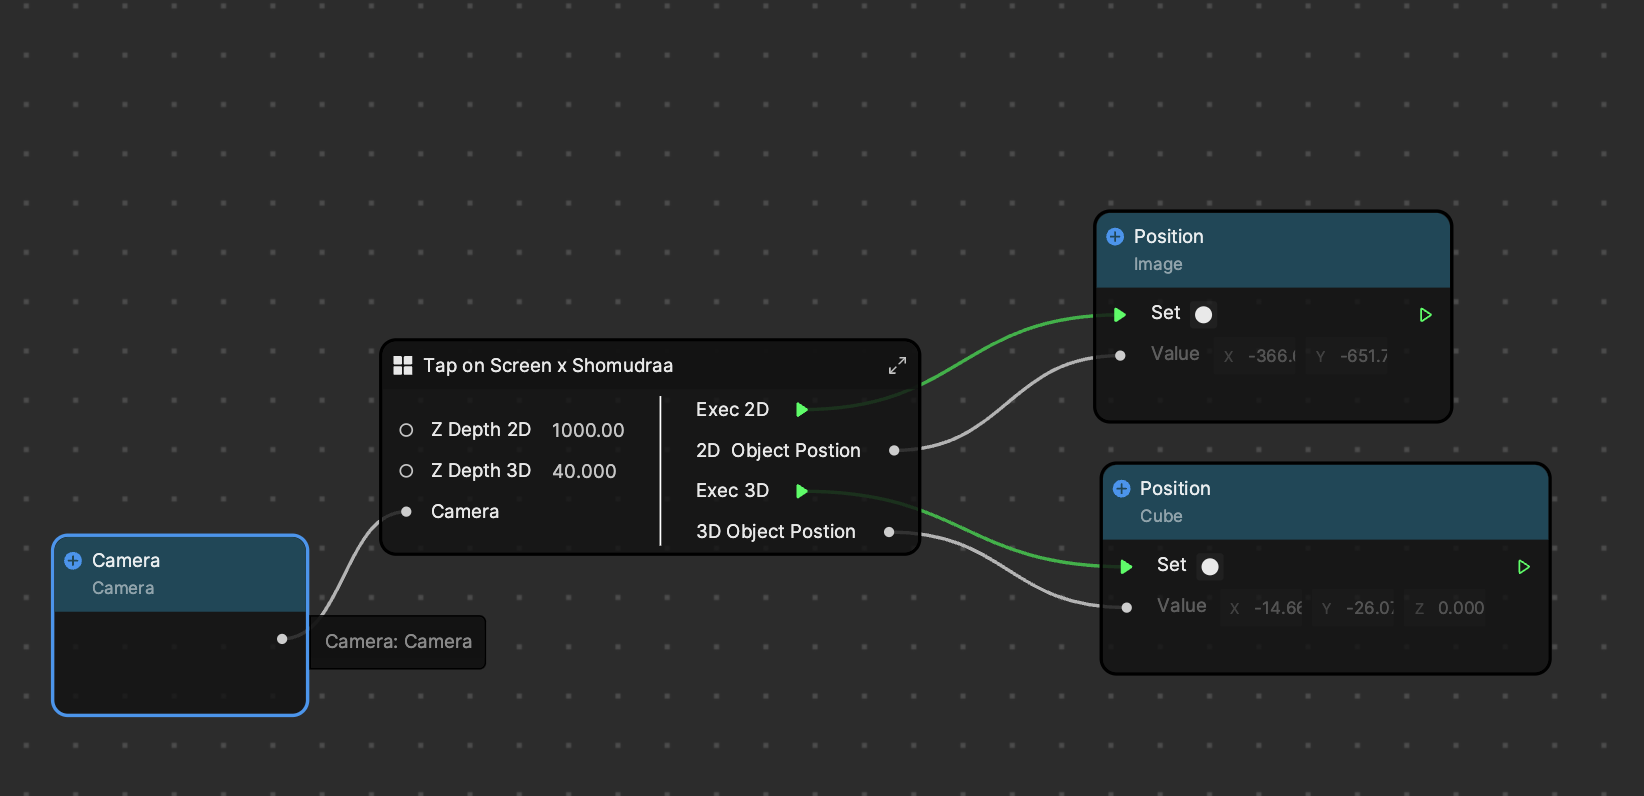 Position
Image
Set
Value X -366.( Y -651.7
Tap on Screen x Shomudraa
Z Depth 2D 1000.00
Z Depth 3D 40.000
Camera
Exec 2D
2D Object Postion
Exec 3D
3D Object Postion
Position
Cube
Set
Value X -14.66 Y -26.07 Z 0.000
Camera
Camera
Camera: Camera